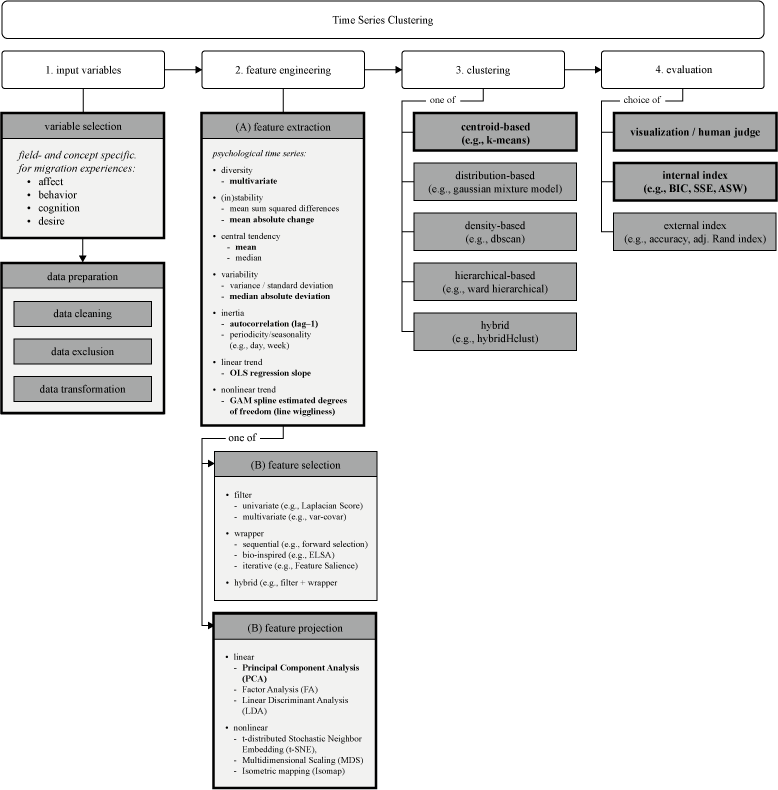 Time Series Clustering
1. input variables
2. feature engineering
3. clustering
4. evaluation
variable selection
field- and concept specific.
for migration experiences:
• affect
• behavior
• cognition
• desire
data preparation
data cleaning
data exclusion
data transformation
(A) feature extraction
psychological time series:
• diversity
- multivariate
• (in)stability
- mean sum squared differences
- mean absolute change
• central tendency
- mean
- median
• variability
- variance / standard deviation
- median absolute deviation
• inertia
- autocorrelation (lag–1)
- periodicity/seasonality
(e.g., day, week)
• linear trend
- OLS regression slope
• nonlinear trend
- GAM spline estimated degrees
of freedom (line wiggliness)
one of
(B) feature selection
• filter
- univariate (e.g., Laplacian Score)
- multivariate (e.g., var-covar)
• wrapper
- sequential (e.g., forward selection)
- bio-inspired (e.g., ELSA)
- iterative (e.g., Feature Salience)
• hybrid (e.g., filter + wrapper
(B) feature projection
• linear
- Principal Component Analysis
(PCA)
- Factor Analysis (FA)
- Linear Discriminant Analysis
(LDA)
• nonlinear
- t-distributed Stochastic Neighbor
Embedding (t-SNE),
- Multidimensional Scaling (MDS)
- Isometric mapping (Isomap)
one of
centroid-based
(e.g., k-means)
distribution-based
(e.g., gaussian mixture model)
density-based
(e.g., dbscan)
hierarchical-based
(e.g., ward hierarchical)
hybrid
(e.g., hybridHclust)
choice of
visualization / human judge
internal index
(e.g., BIC, SSE, ASW)
external index
(e.g., accuracy, adj. Rand index)